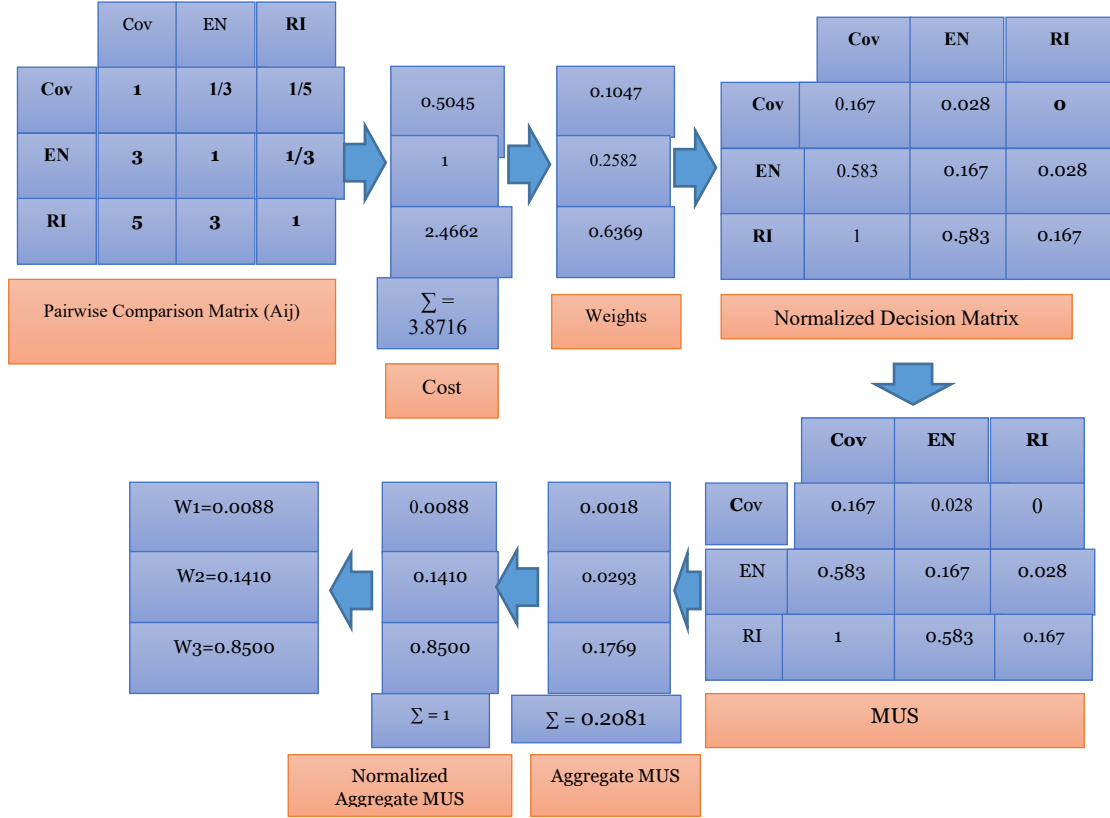 Cov EN RI
Cov 1 1/3 1/5
EN 3 1 1/3
RI 5 3 1
Pairwise Comparison Matrix (Aij)
0.5045
1
2.4662
∑ =
3.8716
Cost
0.1047
0.2582
0.6369
Weights
Cov EN RI
Cov 0.167 0.028 0
EN 0.583 0.167 0.028
RI 1 0.583 0.167
Normalized Decision Matrix
Cov EN RI
Cov 0.167 0.028 0
EN 0.583 0.167 0.028
RI 1 0.583 0.167
MUS
0.0018
0.0293
0.1769
∑ = 0.2081
Aggregate MUS
0.0088
0.1410
0.8500
∑ = 1
Normalized
Aggregate MUS
W1=0.0088
W2=0.1410
W3=0.8500